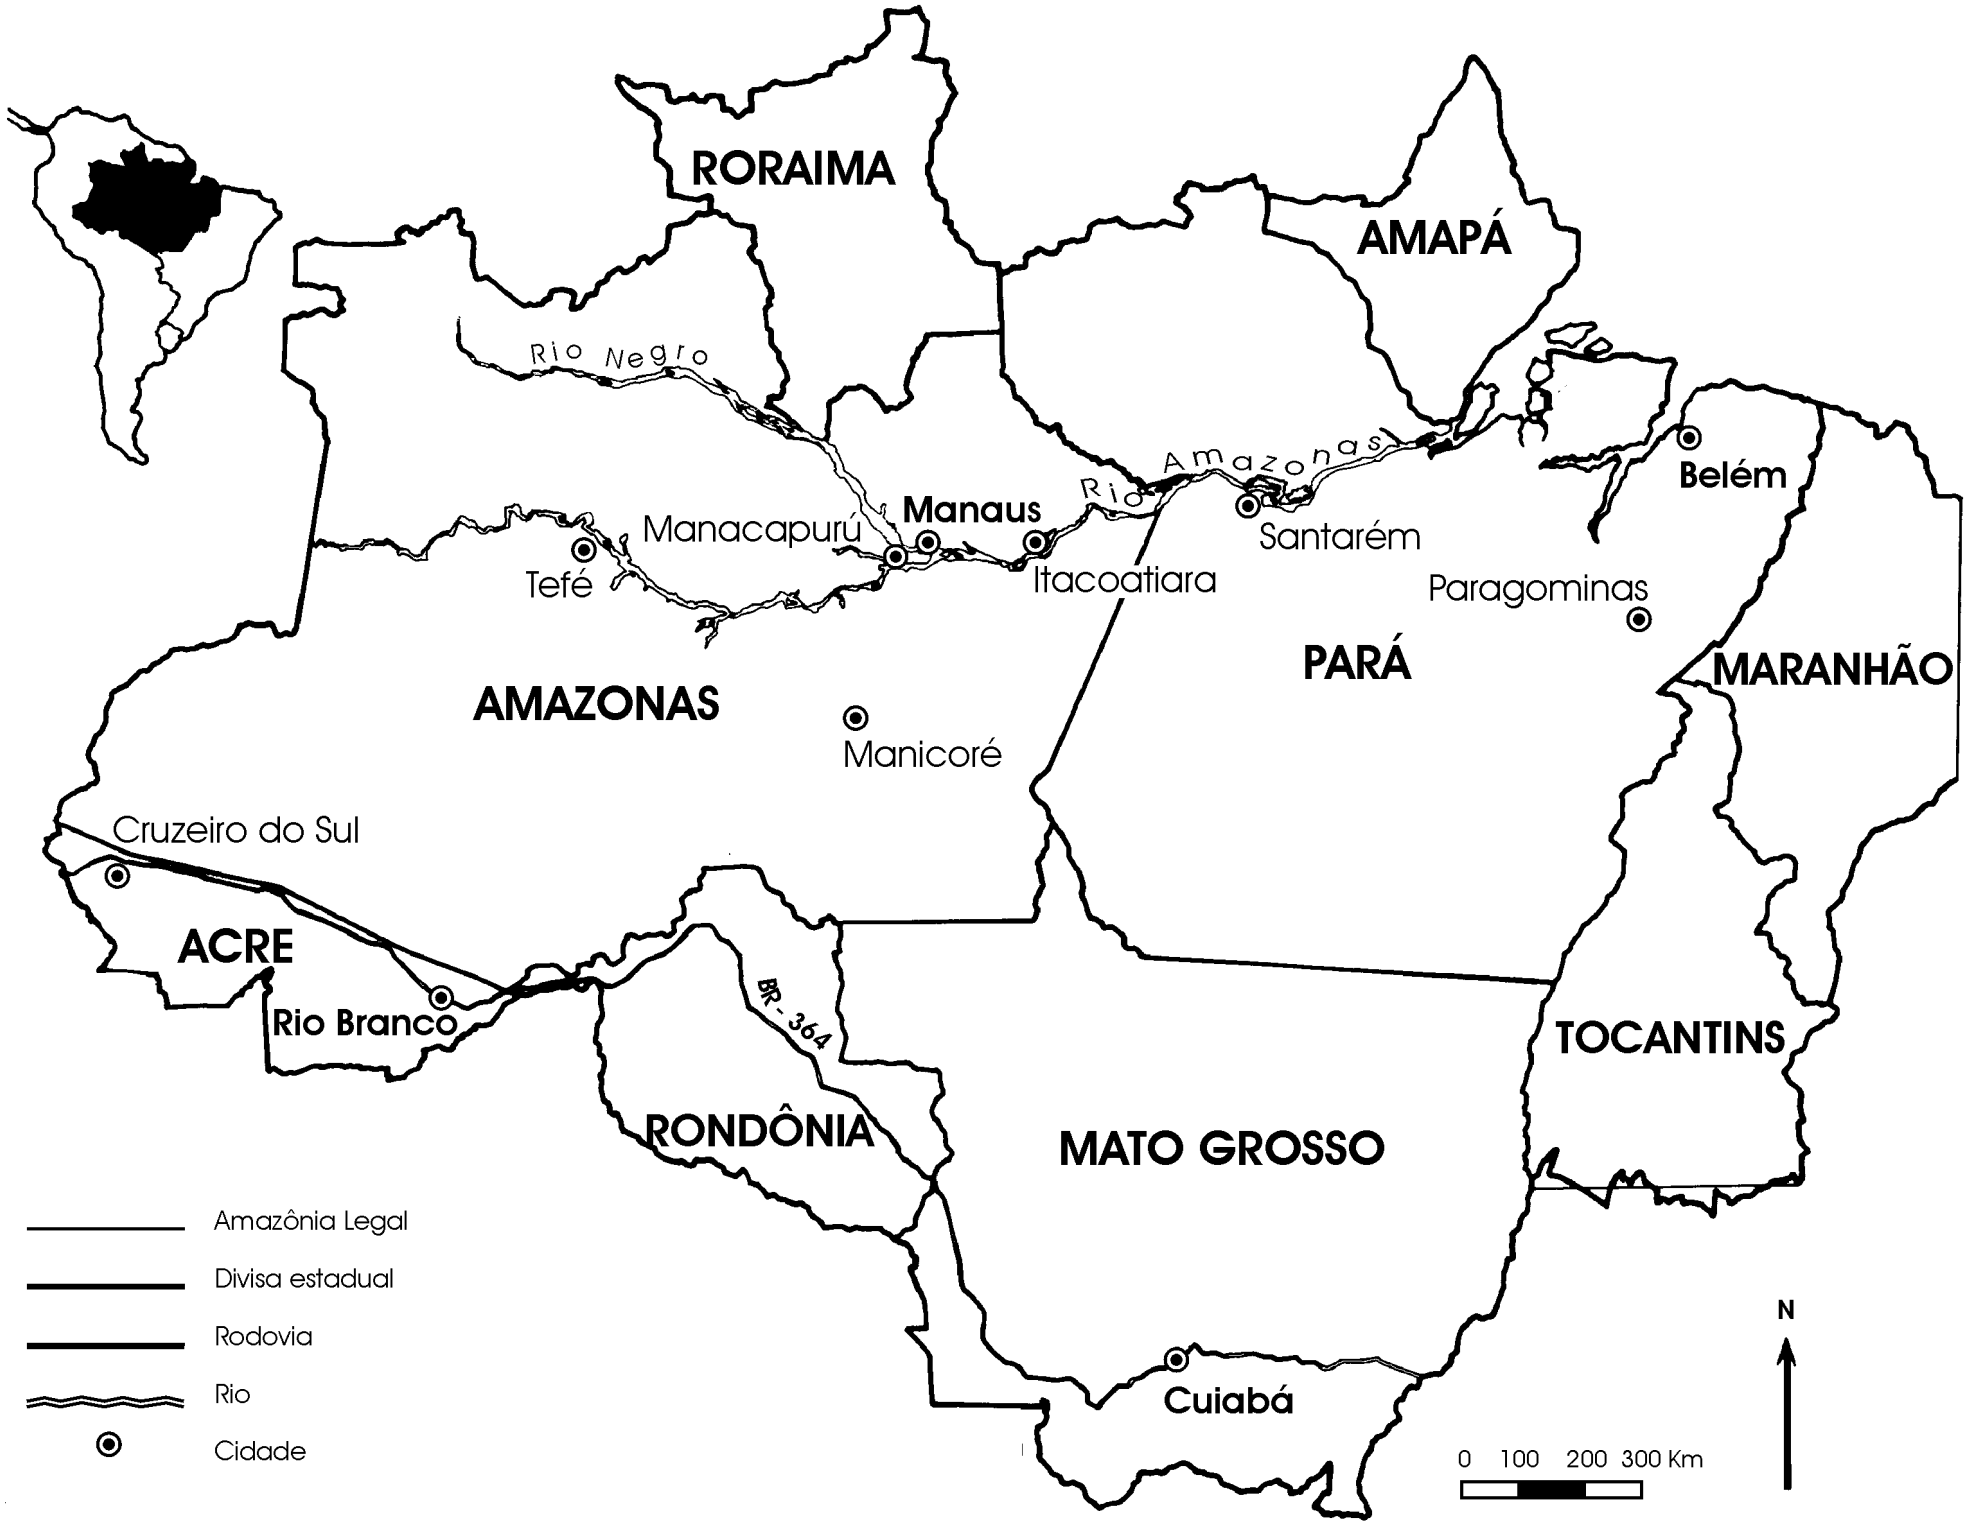 RORAIMA
AMAPÁ
Rio Negro
Rio Amazonas
Belém
Manacapurú
Manaus
Santarém
Tefé
Itacoatiara
Paragominas
PARÁ
MARANHÃO
AMAZONAS
Manicoré
Cruzeiro do Sul
ACRE
Rio Branco
BR - 364
TOCANTINS
RONDÔNIA
MATO GROSSO
Amazônia Legal
Divisa estadual
Rodovia
Rio
Cidade
Cuiabá
N
0 100 200 300 Km